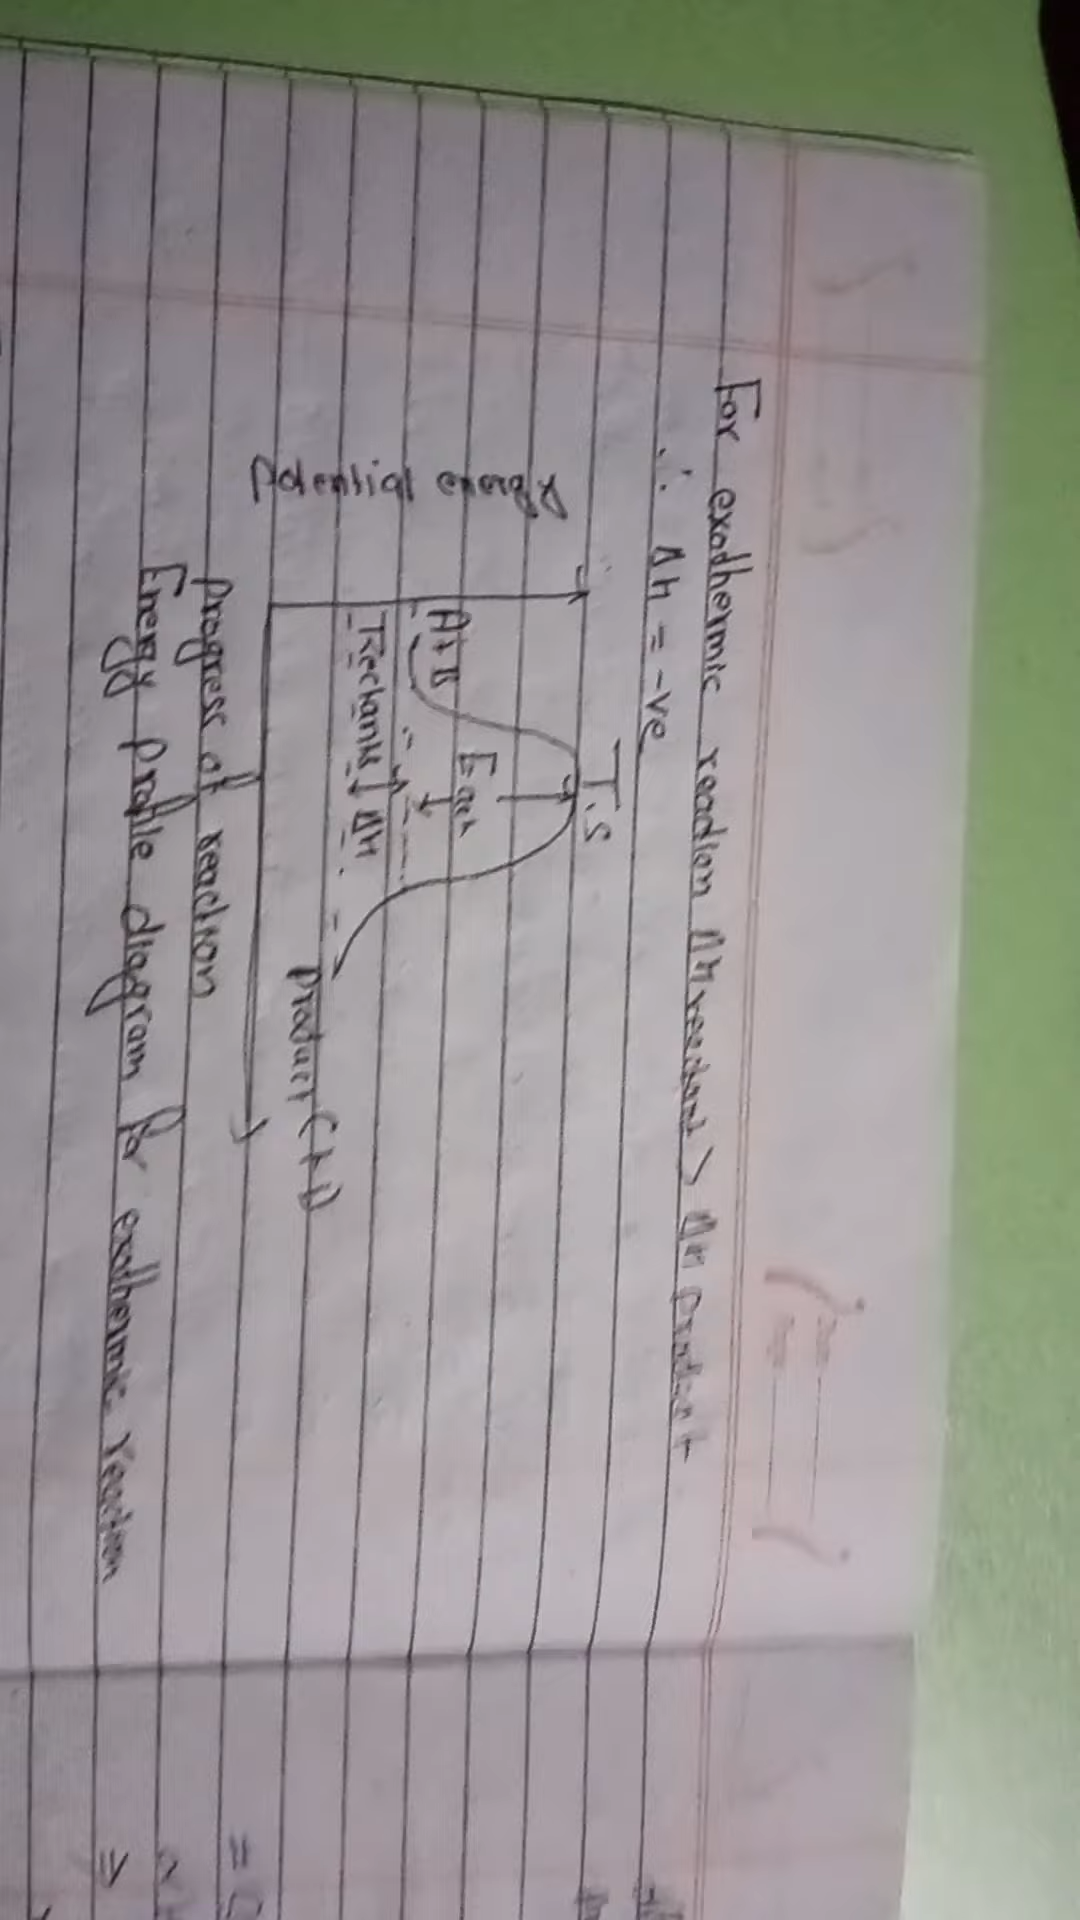 For exothermic reaction ΔH reactant > ΔH product
∴ ΔH = -ve
T.S
Potential energy
Eact
A+B
Rectants
ΔH
Product C+D
Progress of reaction
Energy Profile diagram for exothermic reaction